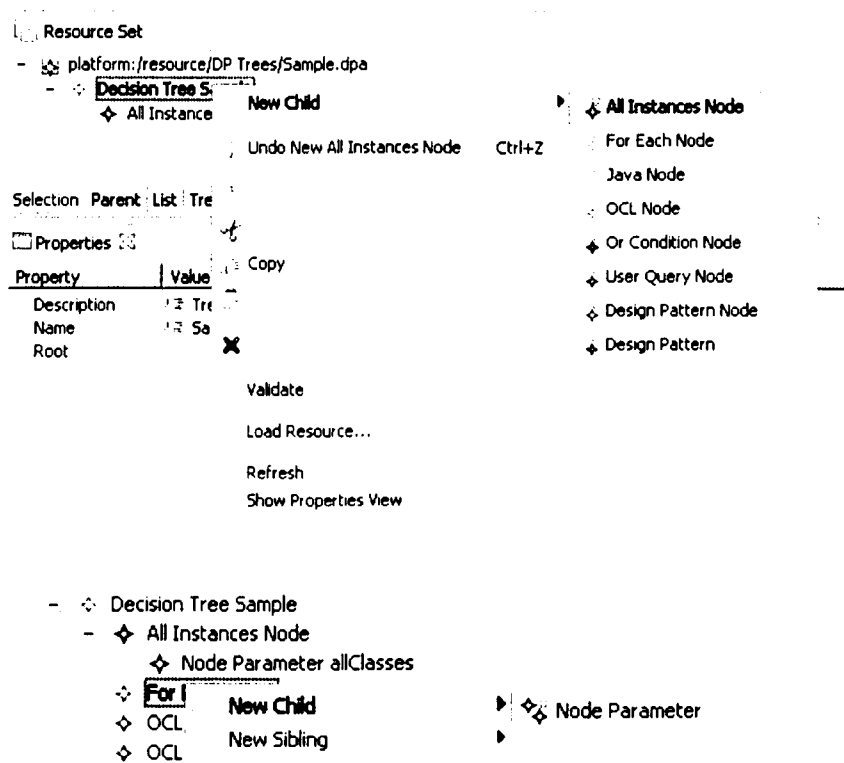 Resource Set
platform:/resource/DP Trees/Sample.dpa
Decision Tree S
All Instance
New Child
Undo New All Instances Node Ctrl+Z
Copy
Validate
Load Resource...
Refresh
Show Properties View
All Instances Node
For Each Node
Java Node
OCL Node
Or Condition Node
User Query Node
Design Pattern Node
Design Pattern
Selection Parent List Tre
Properties
Property Value
Description Tre
Name Sa
Root
Decision Tree Sample
All Instances Node
Node Parameter allClasses
For
OCL
OCL
New Child
New Sibling
Node Parameter